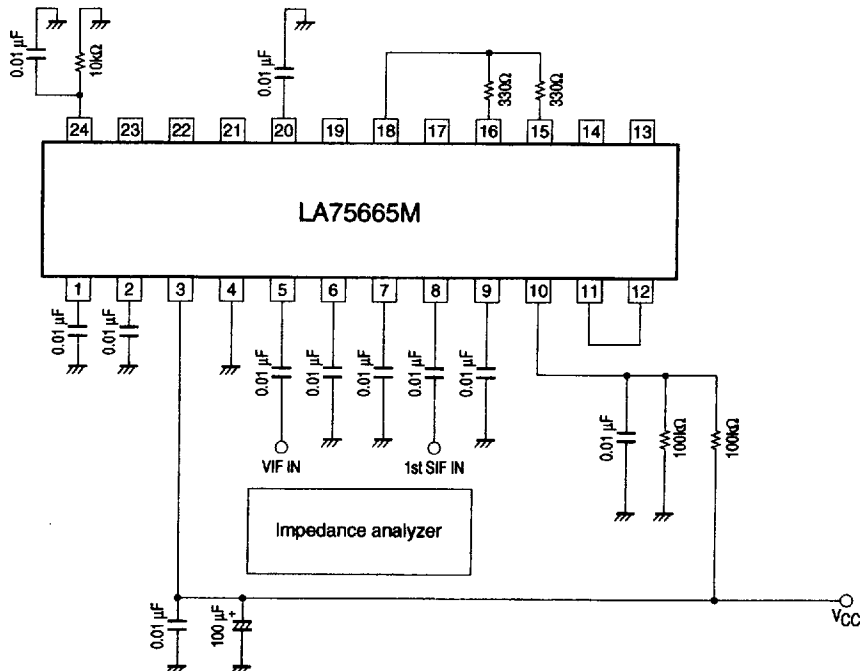 0.01 µF
10kΩ
0.01 µF
330Ω
330Ω
24 23 22 21 20 19 18 17 16 15 14 13
LA75665M
1 2 3 4 5 6 7 8 9 10 11 12
0.01 µF
0.01 µF
0.01 µF
0.01 µF
0.01 µF
0.01 µF
0.01 µF
0.01 µF
100kΩ
100kΩ
VIF IN
1st SIF IN
Impedance analyzer
0.01 µF
100 µF
+
VCC